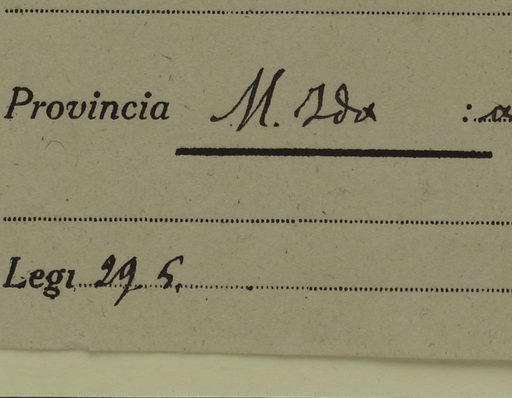 Provincia M. Ida : a
Legi 29. 5.